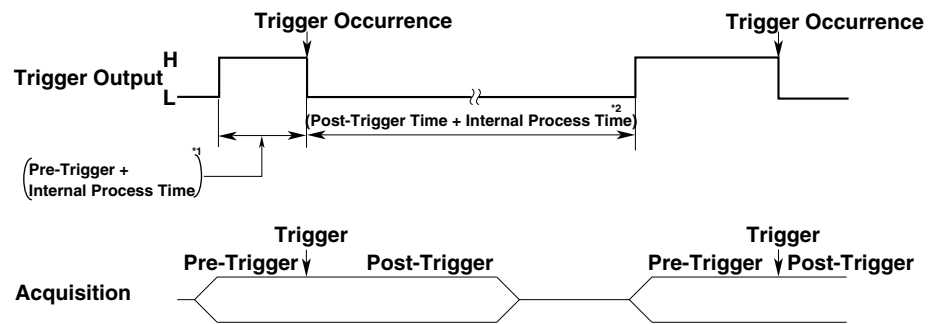 Trigger Occurrence
Trigger Occurrence
H
Trigger Output
L
(Post-Trigger Time + Internal Process Time)*2
(Pre-Trigger +
Internal Process Time)*1
Trigger
Trigger
Pre-Trigger
Post-Trigger
Pre-Trigger
Post-Trigger
Acquisition